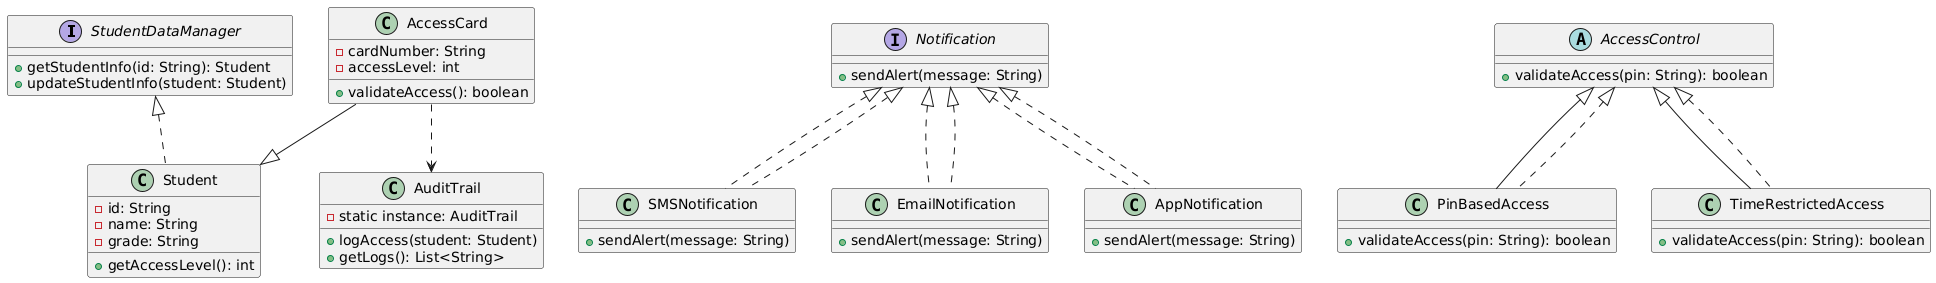 I StudentDataManager
getStudentInfo(id: String): Student
updateStudentInfo(student: Student)
C AccessCard
cardNumber: String
accessLevel: int
validateAccess(): boolean
C Student
id: String
name: String
grade: String
getAccessLevel(): int
C AuditTrail
static instance: AuditTrail
logAccess(student: Student)
getLogs(): List<String>
I Notification
sendAlert(message: String)
C SMSNotification
sendAlert(message: String)
C EmailNotification
sendAlert(message: String)
C AppNotification
sendAlert(message: String)
A AccessControl
validateAccess(pin: String): boolean
C PinBasedAccess
validateAccess(pin: String): boolean
C TimeRestrictedAccess
validateAccess(pin: String): boolean